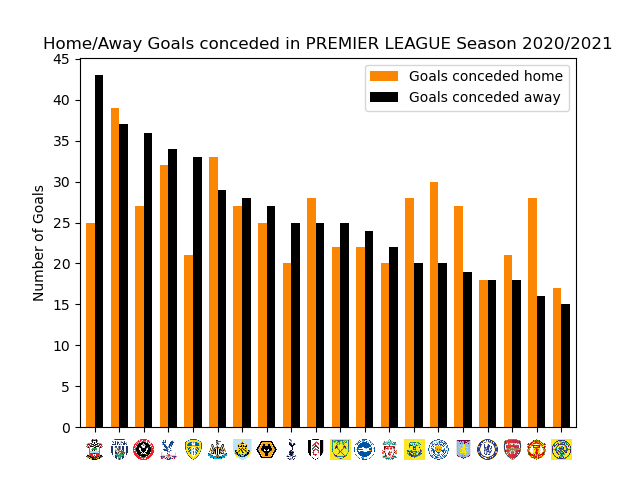 Home/Away Goals conceded in PREMIER LEAGUE Season 2020/2021
Goals conceded home
Goals conceded away
Number of Goals
45
40
35
30
25
20
15
10
5
0